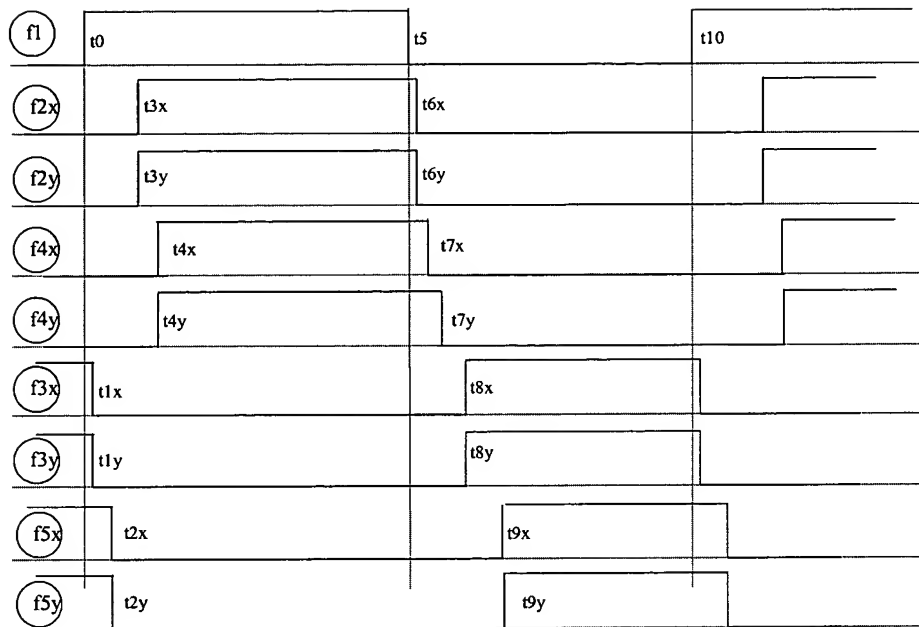 f1 t0 t5 t10
f2x t3x t6x
f2y t3y t6y
f4x t4x t7x
f4y t4y t7y
f3x t1x t8x
f3y t1y t8y
f5x t2x t9x
f5y t2y t9y